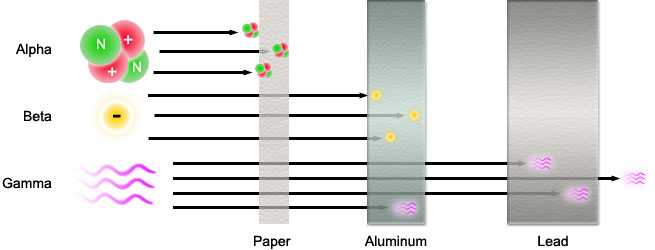 Alpha
N
+
+
N
Beta
-
Gamma
Paper
Aluminum
Lead